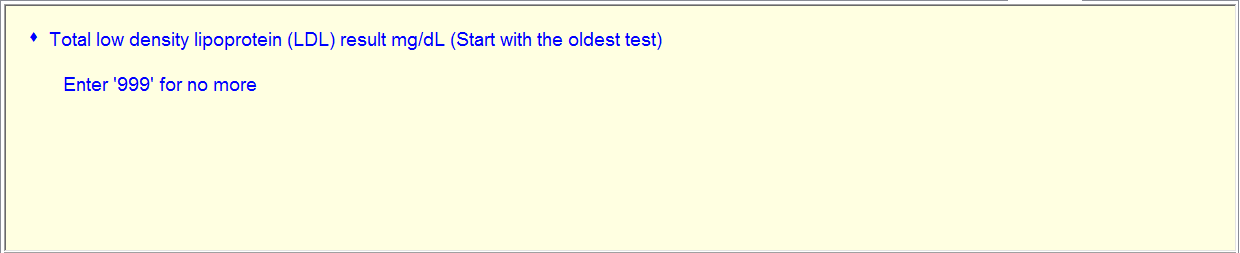 ♦ Total low density lipoprotein (LDL) result mg/dL (Start with the oldest test)
Enter '999' for no more